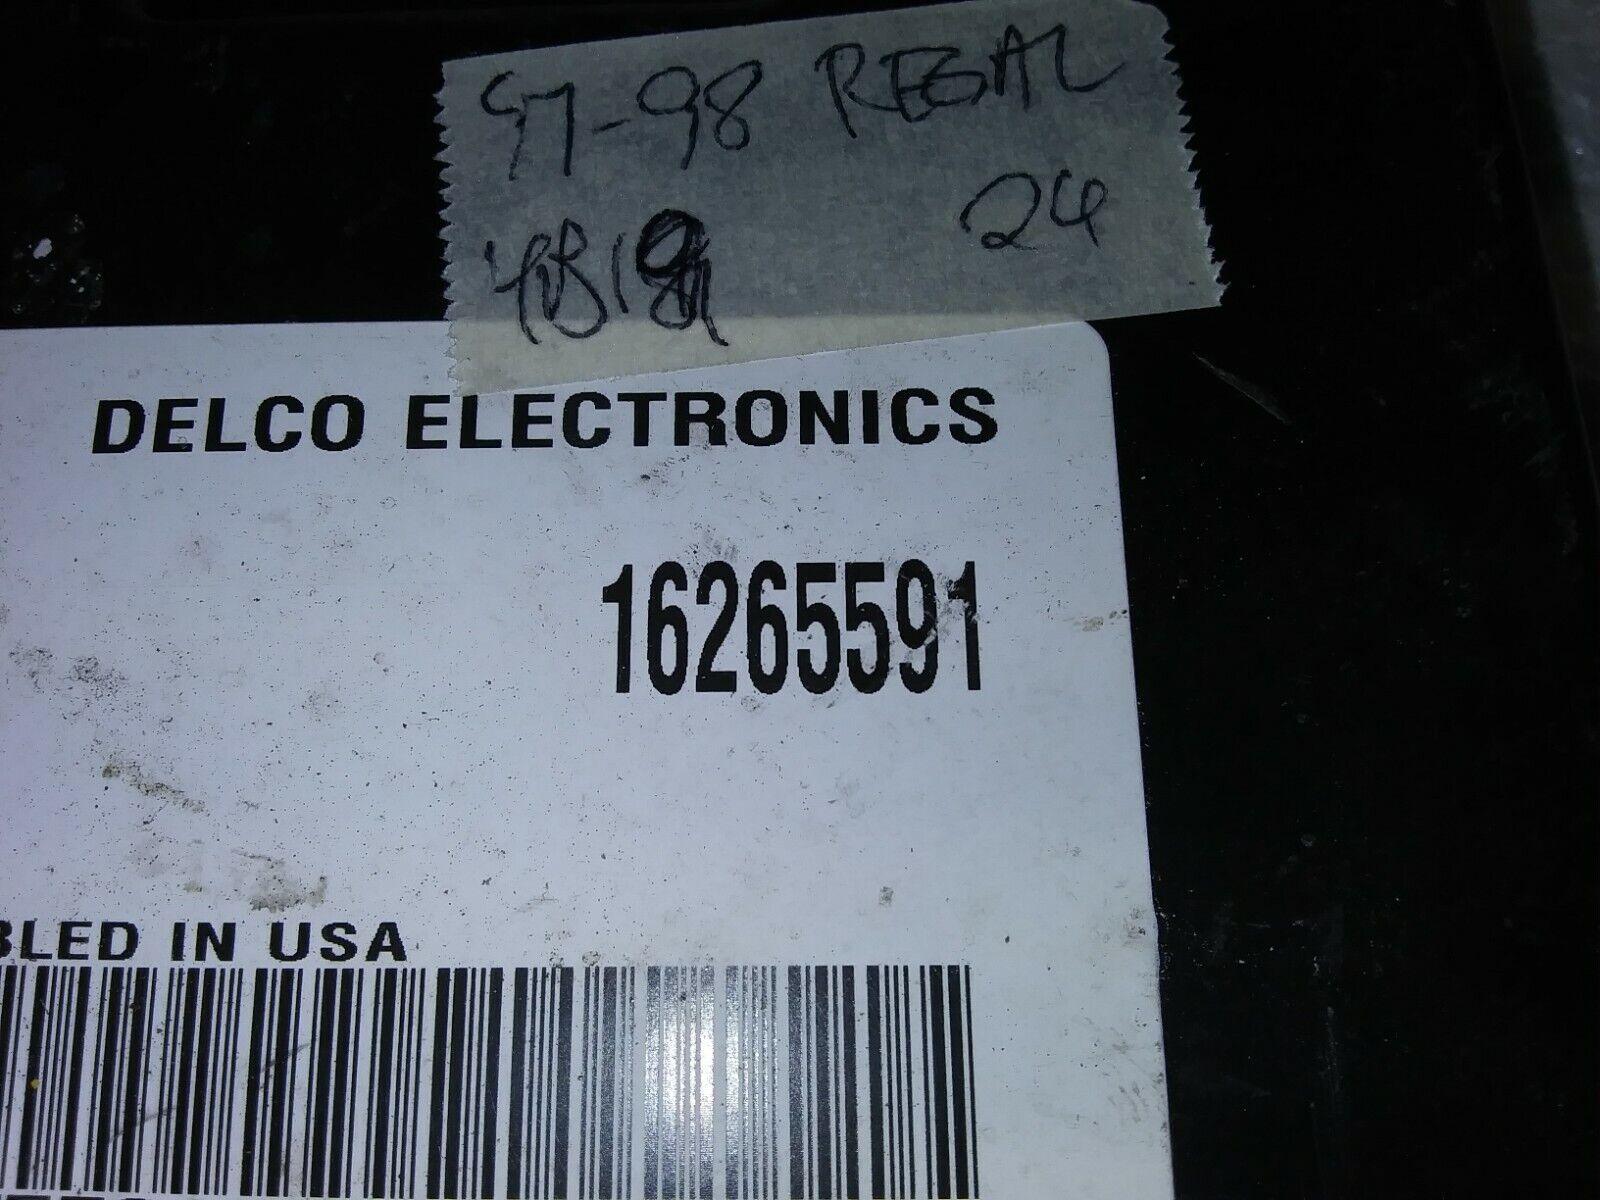 97-98 REGAL
24
DELCO ELECTRONICS
16265591
BLED IN USA